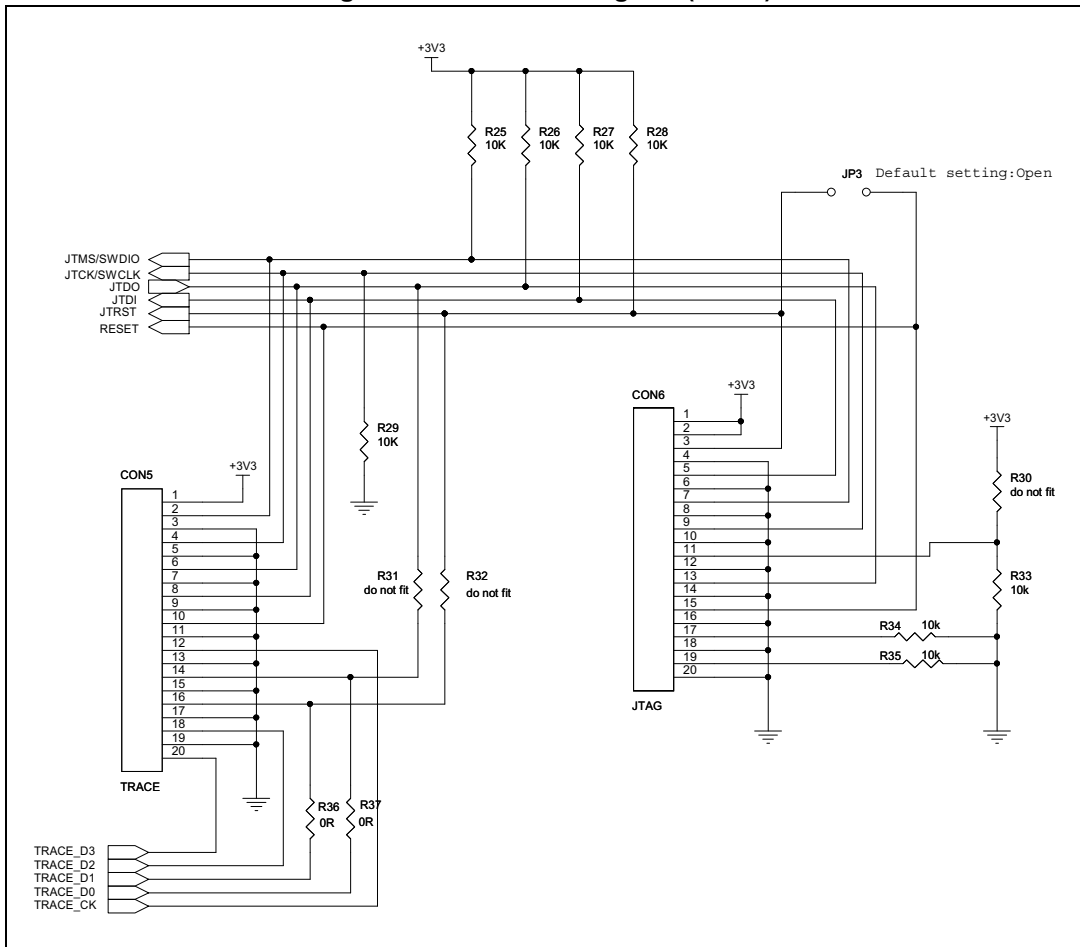 +3V3
R25
10K
R26
10K
R27
10K
R28
10K
JP3 Default setting:Open
JTMS/SWDIO
JTCK/SWCLK
JTDO
JTDI
JTRST
RESET
R29
10K
CON6
+3V3
1
2
3
4
5
6
7
8
9
10
11
12
13
14
15
16
17
18
19
20
JTAG
+3V3
R30
do not fit
R33
10k
R34 10k
R35 10k
CON5
+3V3
1
2
3
4
5
6
7
8
9
10
11
12
13
14
15
16
17
18
19
20
TRACE
R31
do not fit
R32
do not fit
R36
0R
R37
0R
TRACE_D3
TRACE_D2
TRACE_D1
TRACE_D0
TRACE_CK